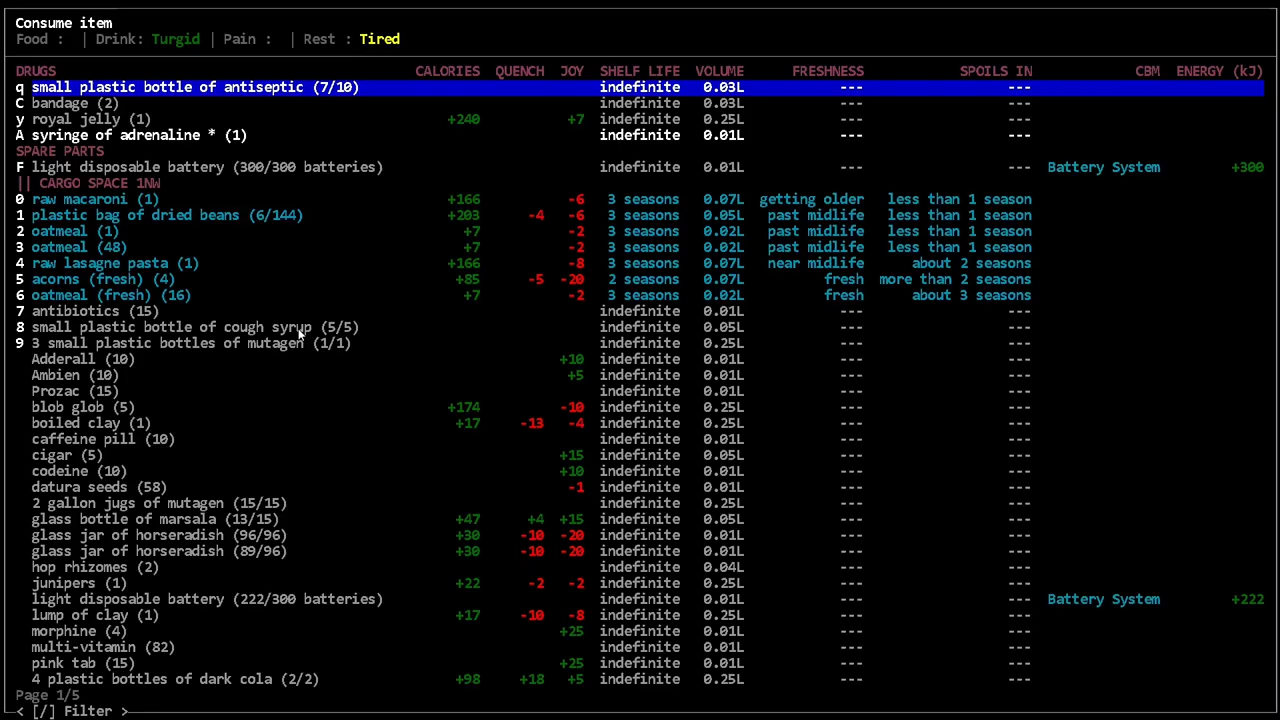 Consume item
Food :  | Drink: Turgid | Pain :  | Rest : Tired
DRUGS CALORIES QUENCH JOY SHELF LIFE VOLUME FRESHNESS SPOILS IN CBM ENERGY (kJ)
q small plastic bottle of antiseptic (7/10) indefinite 0.03L --- ---
C bandage (2) indefinite 0.03L --- ---
y royal jelly (1) +240 +7 indefinite 0.25L --- ---
A syringe of adrenaline * (1) indefinite 0.01L --- ---
SPARE PARTS
F light disposable battery (300/300 batteries) indefinite 0.01L --- --- Battery System +300
|| CARGO SPACE 1NW
0 raw macaroni (1) +166 -6 3 seasons 0.07L getting older less than 1 season
1 plastic bag of dried beans (6/144) +203 -4 -6 3 seasons 0.05L past midlife less than 1 season
2 oatmeal (1) +7 -2 3 seasons 0.02L past midlife less than 1 season
3 oatmeal (48) +7 -2 3 seasons 0.02L past midlife less than 1 season
4 raw lasagne pasta (1) +166 -8 3 seasons 0.07L near midlife about 2 seasons
5 acorns (fresh) (4) +85 -5 -20 2 seasons 0.07L fresh more than 2 seasons
6 oatmeal (fresh) (16) +7 -2 3 seasons 0.02L fresh about 3 seasons
7 antibiotics (15) indefinite 0.01L --- ---
8 small plastic bottle of cough syrup (5/5) indefinite 0.05L --- ---
9 3 small plastic bottles of mutagen (1/1) indefinite 0.25L --- ---
Adderall (10) +10 indefinite 0.01L --- ---
Ambien (10) +5 indefinite 0.01L --- ---
Prozac (15) indefinite 0.01L --- ---
blob glob (5) +174 -10 indefinite 0.25L --- ---
boiled clay (1) +17 -13 -4 indefinite 0.25L --- ---
caffeine pill (10) indefinite 0.01L --- ---
cigar (5) +15 indefinite 0.05L --- ---
codeine (10) +10 indefinite 0.01L --- ---
datura seeds (58) -1 indefinite 0.01L --- ---
2 gallon jugs of mutagen (15/15) indefinite 0.25L --- ---
glass bottle of marsala (13/15) +47 +4 +15 indefinite 0.05L --- ---
glass jar of horseradish (96/96) +30 -10 -20 indefinite 0.01L --- ---
glass jar of horseradish (89/96) +30 -10 -20 indefinite 0.01L --- ---
hop rhizomes (2) indefinite 0.04L --- ---
junipers (1) +22 -2 -2 indefinite 0.25L --- ---
light disposable battery (222/300 batteries) indefinite 0.01L --- --- Battery System +222
lump of clay (1) +17 -10 -8 indefinite 0.25L --- ---
morphine (4) +25 indefinite 0.01L --- ---
multi-vitamin (82) indefinite 0.01L --- ---
pink tab (15) +25 indefinite 0.01L --- ---
4 plastic bottles of dark cola (2/2) +98 +18 +5 indefinite 0.25L --- ---
Page 1/5
< [/] Filter >